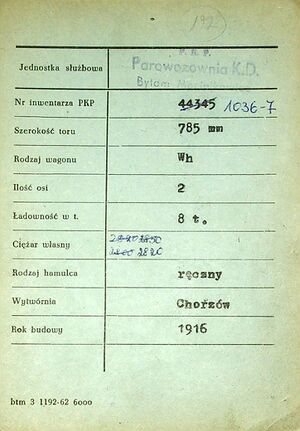 192
P. K. P.
Jednostka służbowa Parowozownia K.D.
Bytom
Nr inwentarza PKP 44345 1036-7
Szerokość toru 785 mm
Rodzaj wagonu Wh
Ilość osi 2
Ładowność w t. 8 t.
Ciężar własny
2820
Rodzaj hamulca ręczny
Wytwórnia Chorzów
Rok budowy 1916
btm 3 1192-62 6000